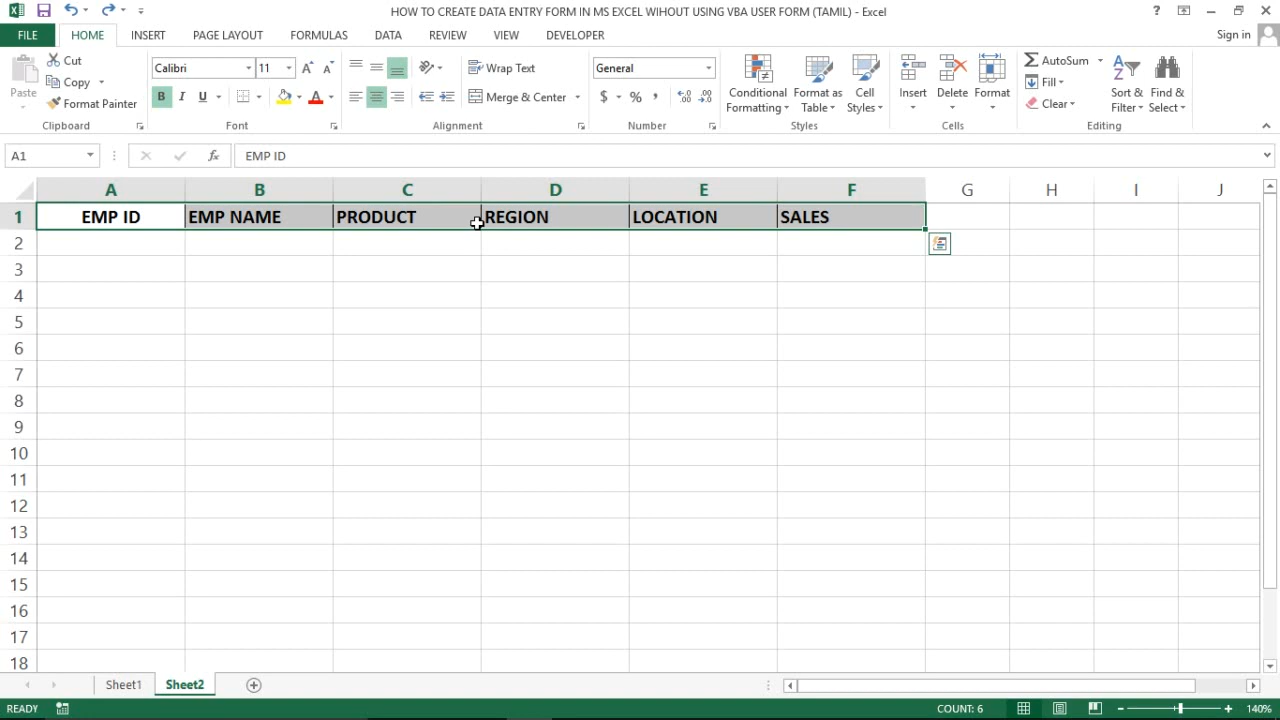 HOW TO CREATE DATA ENTRY FORM IN MS EXCEL WIHOUT USING VBA USER FORM (TAMIL) - Excel
FILE HOME INSERT PAGE LAYOUT FORMULAS DATA REVIEW VIEW DEVELOPER Sign in
Paste
Cut
Copy
Format Painter
Clipboard
Calibri 11
B I U
Font
Wrap Text
Merge & Center
Alignment
General
$ % ,
Number
Conditional Formatting
Format as Table
Cell Styles
Styles
Insert Delete Format
Cells
AutoSum
Fill
Clear
Sort & Filter
Find & Select
Editing
A1 fx EMP ID
A B C D E F G H I J
1 EMP ID EMP NAME PRODUCT REGION LOCATION SALES
2
3
4
5
6
7
8
9
10
11
12
13
14
15
16
17
18
Sheet1 Sheet2
READY COUNT: 6 140%